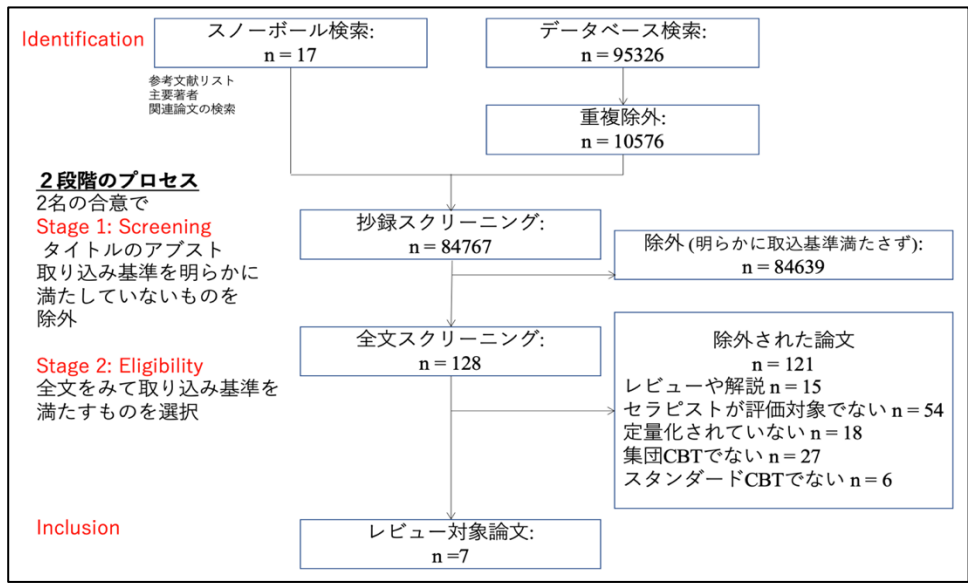 Identification
スノーボール検索:
n = 17
データベース検索:
n = 95326
参考文献リスト
主要著者
関連論文の検索
重複除外:
n = 10576
２段階のプロセス
2名の合意で
Stage 1: Screening
タイトルのアブスト
取り込み基準を明らかに
満たしていないものを
除外
抄録スクリーニング:
n = 84767
除外 (明らかに取込基準満たさず):
n = 84639
全文スクリーニング:
n = 128
Stage 2: Eligibility
全文をみて取り込み基準を
満たすものを選択
除外された論文
n = 121
レビューや解説 n = 15
セラピストが評価対象でない n = 54
定量化されていない n = 18
集団CBTでない n = 27
スタンダードCBTでない n = 6
Inclusion
レビュー対象論文:
n =7